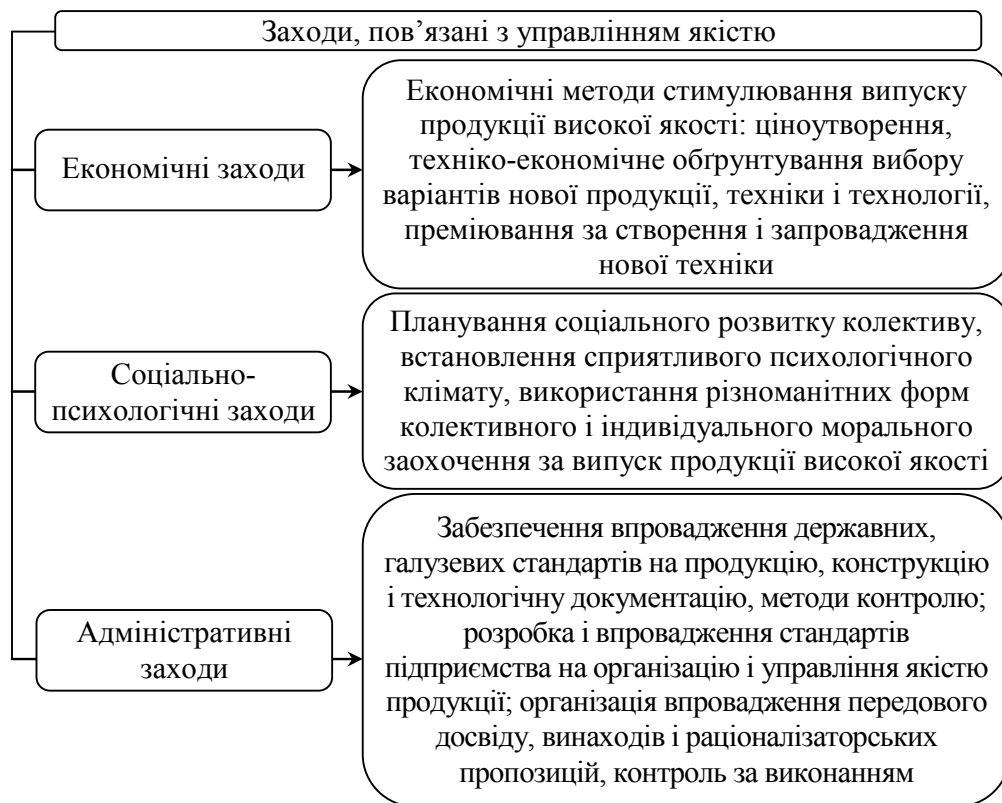 Заходи, пов’язані з управлінням якістю
Економічні заходи
Економічні методи стимулювання випуску
продукції високої якості: ціноутворення,
техніко-економічне обґрунтування вибору
варіантів нової продукції, техніки і технології,
преміювання за створення і запровадження
нової техніки
Соціально-
психологічні заходи
Планування соціального розвитку колективу,
встановлення сприятливого психологічного
клімату, використання різноманітних форм
колективного і індивідуального морального
заохочення за випуск продукції високої якості
Адміністративні
заходи
Забезпечення впровадження державних,
галузевих стандартів на продукцію, конструкцію
і технологічну документацію, методи контролю;
розробка і впровадження стандартів
підприємства на організацію і управління якістю
продукції; організація впровадження передового
досвіду, винаходів і раціоналізаторських
пропозицій, контроль за виконанням